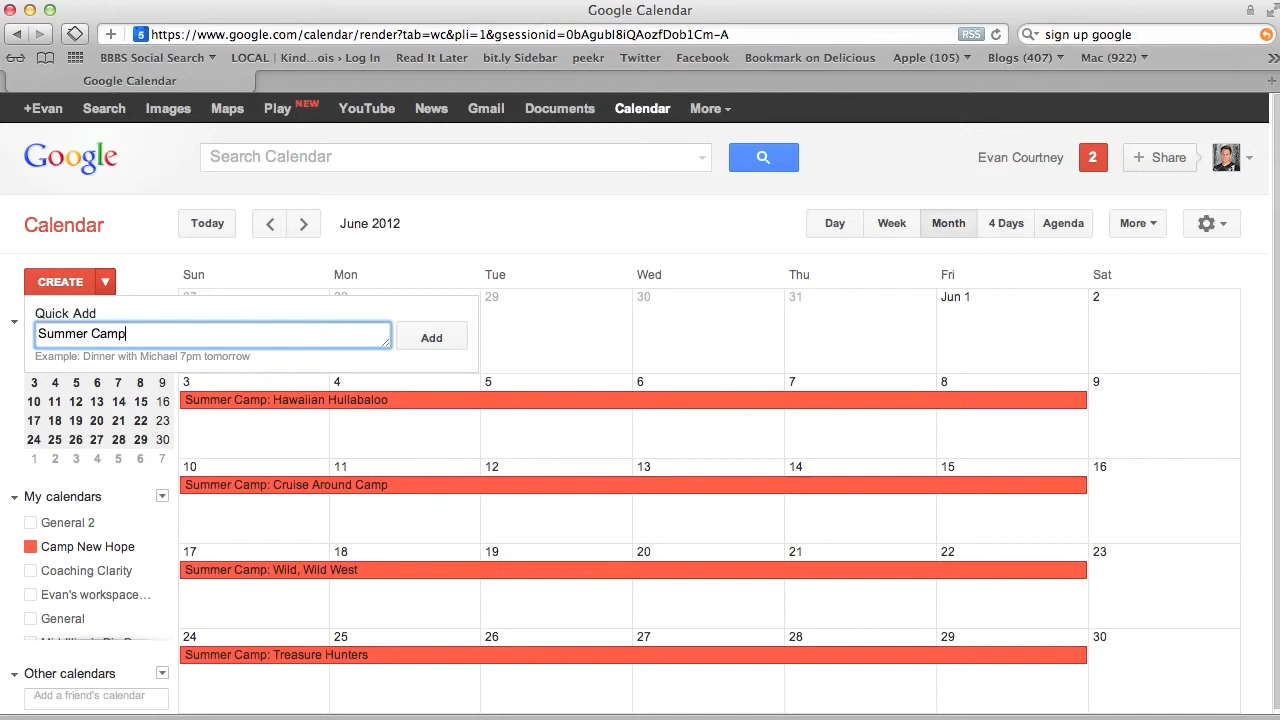 Google Calendar
https://www.google.com/calendar/render?tab=wc&pli=1&gsessionid=0bAgubI8iQAozfDob1Cm-A
RSS
sign up google
BBBS Social Search
LOCAL | Kind...ois › Log In
Read It Later
bit.ly Sidebar
peekr
Twitter
Facebook
Bookmark on Delicious
Apple (105)
Blogs (407)
Mac (922)
Google Calendar
+Evan Search Images Maps Play NEW YouTube News Gmail Documents Calendar More
Google
Search Calendar
Evan Courtney
2
+ Share
Calendar
Today
June 2012
Day Week Month 4 Days Agenda
More
CREATE
Sun Mon Tue Wed Thu Fri Sat
29 30 31 Jun 1 2
Quick Add
Summer Camp
Add
Example: Dinner with Michael 7pm tomorrow
3 4 5 6 7 8 9
10 11 12 13 14 15 16
17 18 19 20 21 22 23
24 25 26 27 28 29 30
1 2 3 4 5 6 7
3 4 5 6 7 8 9
Summer Camp: Hawaiian Hullabaloo
10 11 12 13 14 15 16
Summer Camp: Cruise Around Camp
17 18 19 20 21 22 23
Summer Camp: Wild, Wild West
24 25 26 27 28 29 30
Summer Camp: Treasure Hunters
My calendars
General 2
Camp New Hope
Coaching Clarity
Evan's workspace...
General
Other calendars
Add a friend's calendar